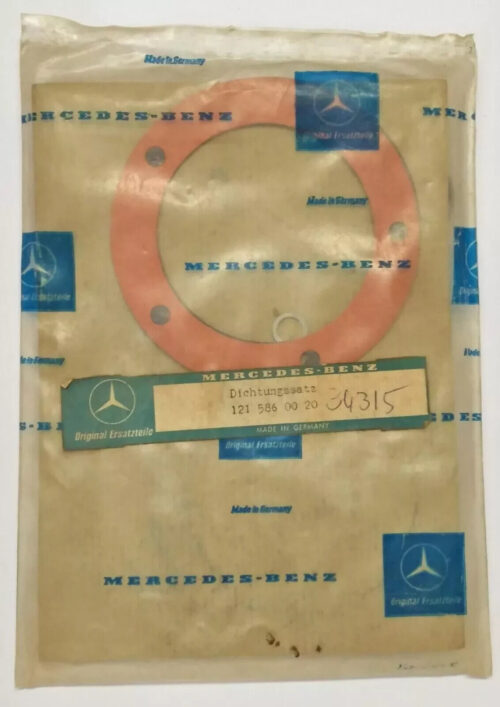 Made In Germany
MERCEDES-BENZ
MERC
Original Ersatzteile
Made In Germany
MERCEDES-BENZ
Original Ersatzteile
MERCEDES-BENZ
Dichtungssatz
121 586 00 20 34315
Original Ersatzteile
MADE IN GERMANY
Original Ersatzteile
Made In Germany
MERCEDES-BENZ
Original Ersatzteile